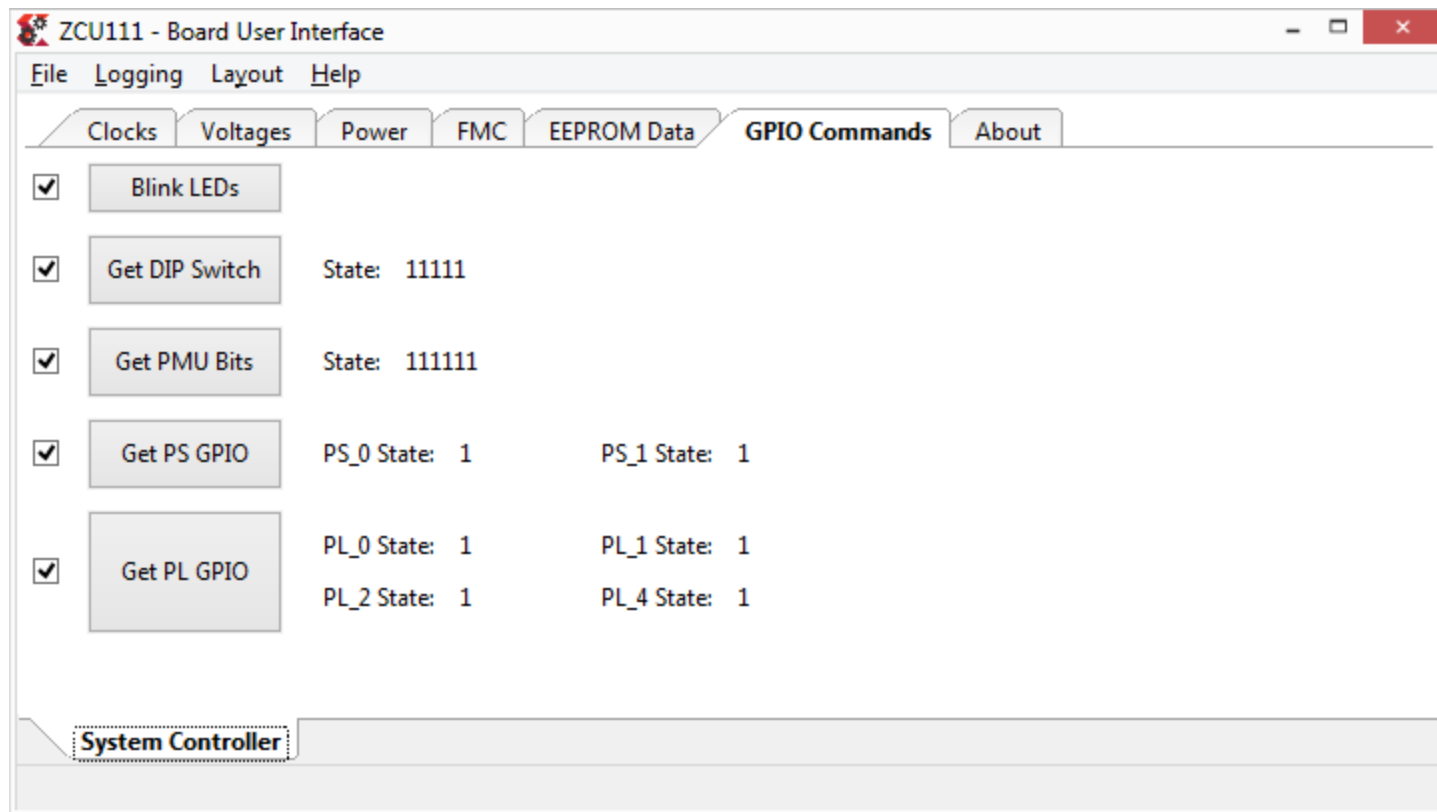 ZCU111 - Board User Interface
File Logging Layout Help
Clocks Voltages Power FMC EEPROM Data GPIO Commands About
Blink LEDs
Get DIP Switch State: 11111
Get PMU Bits State: 111111
Get PS GPIO PS_0 State: 1 PS_1 State: 1
PL_0 State: 1 PL_1 State: 1
Get PL GPIO
PL_2 State: 1 PL_4 State: 1
System Controller